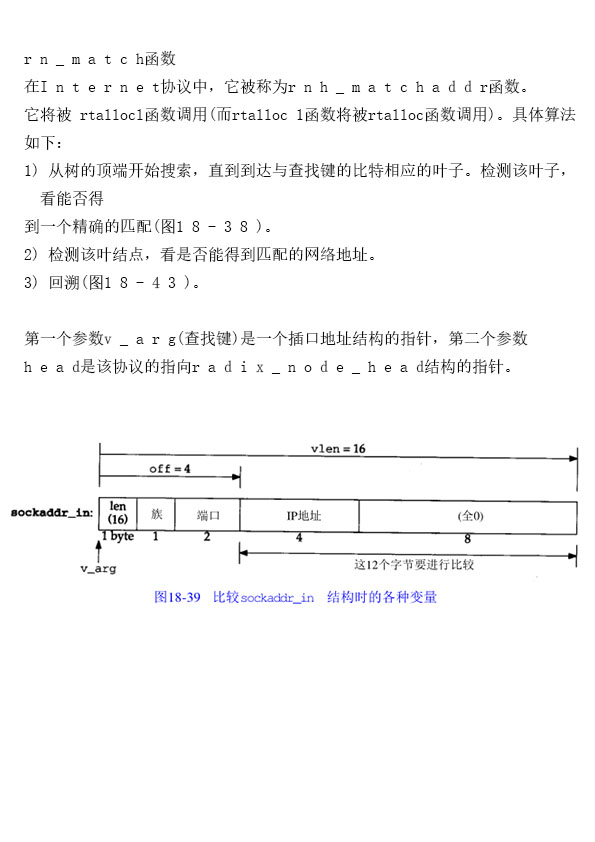 r n _ m a t c h函数
在I n t e r n e t协议中，它被称为r n h _ m a t c h a d d r函数。
它将被 rtallocl函数调用(而rtalloc 1函数将被rtalloc函数调用)。具体算法
如下：
1) 从树的顶端开始搜索，直到到达与查找键的比特相应的叶子。检测该叶子，
看能否得
到一个精确的匹配(图1 8 - 3 8 )。
2) 检测该叶结点，看是否能得到匹配的网络地址。
3) 回溯(图1 8 - 4 3 )。
第一个参数v _ a r g(查找键)是一个插口地址结构的指针，第二个参数
h e a d是该协议的指向r a d i x _ n o d e _ h e a d结构的指针。
vlen = 16
off = 4
sockaddr_in: len (16) 族 端口 IP地址 (全0)
1 byte 1 2 4 8
v_arg 这12个字节要进行比较
图18-39 比较sockaddr_in 结构时的各种变量